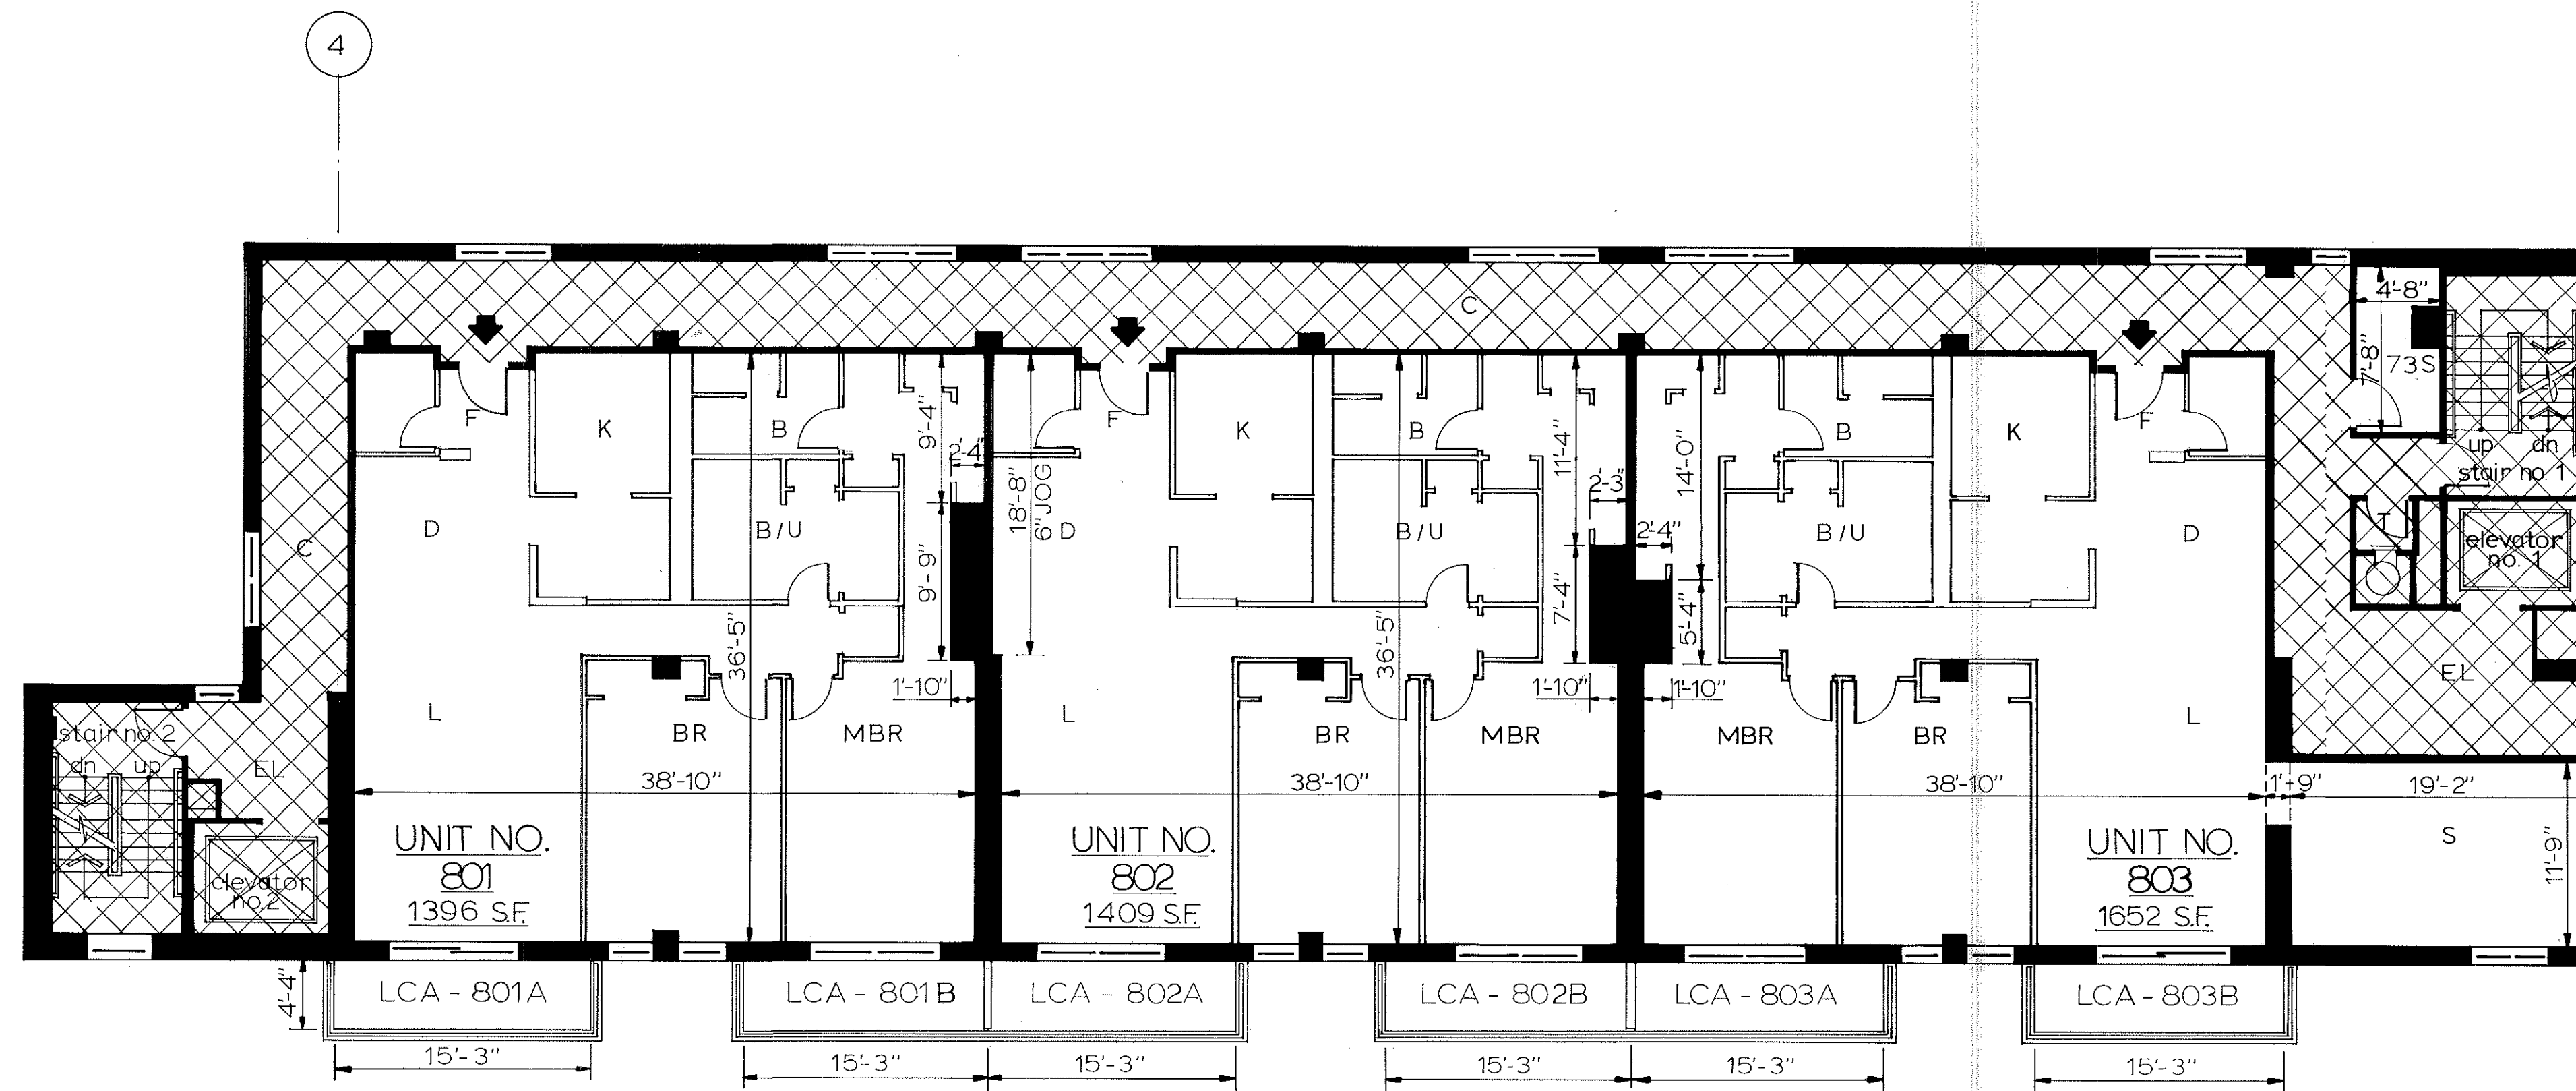 4
C
4'-8"
7'-8"
73S
up dn
stair no. 1
F
K
B
9'-4"
2'-4"
F
K
B
11'-4"
2'-3"
14'-0"
2'-4"
B
K
F
D
B/U
18'-8"
6" JOG
D
B/U
B/U
D
T
elevator
no. 1
C
9'-9"
7'-4"
5'-4"
36'-5"
36'-5"
1'-10"
1'-10"
1'-10"
EL
L
BR
MBR
L
BR
MBR
MBR
BR
L
stair no. 2
dn up
EL
38'-10"
38'-10"
38'-10"
1'-9"
19'-2"
UNIT NO.
801
1396 S.F.
UNIT NO.
802
1409 S.F.
UNIT NO.
803
1652 S.F.
S
11'-9"
elevator
no. 2
4'-4"
LCA - 801A
LCA - 801B
LCA - 802A
LCA - 802B
LCA - 803A
LCA - 803B
15'-3"
15'-3"
15'-3"
15'-3"
15'-3"
15'-3"